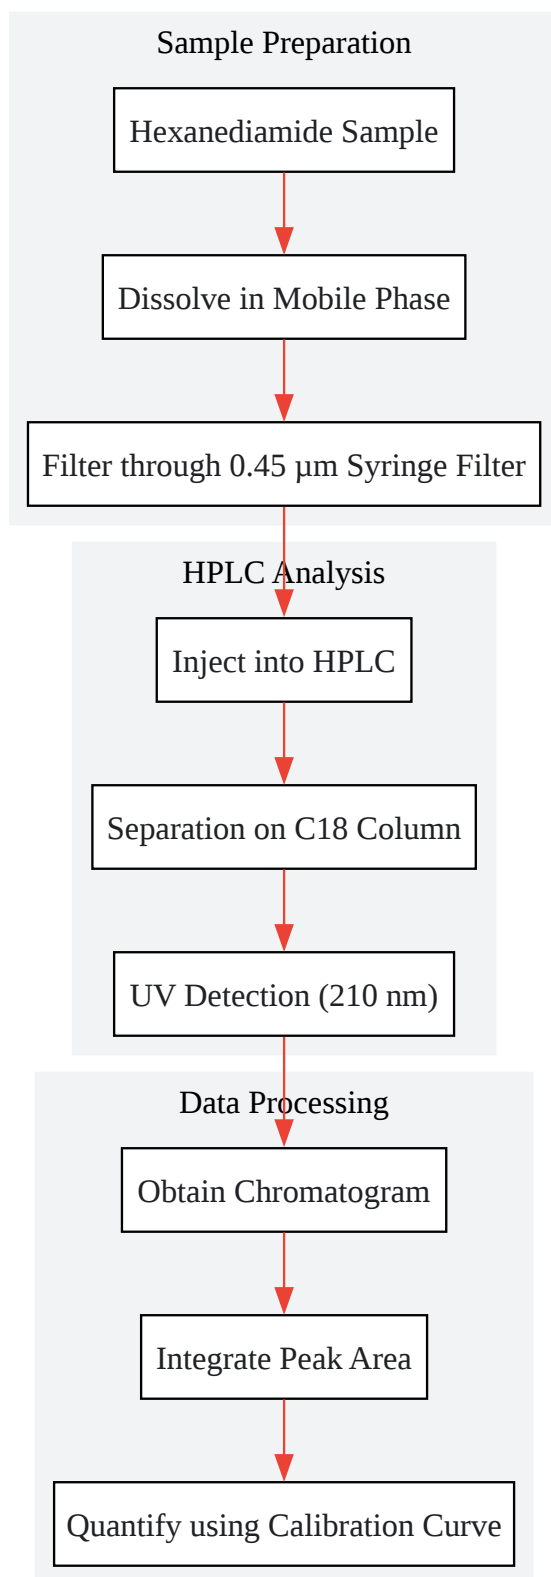 Sample Preparation
Hexanediamide Sample
Dissolve in Mobile Phase
Filter through 0.45 µm Syringe Filter
HPLC Analysis
Inject into HPLC
Separation on C18 Column
UV Detection (210 nm)
Data Processing
Obtain Chromatogram
Integrate Peak Area
Quantify using Calibration Curve